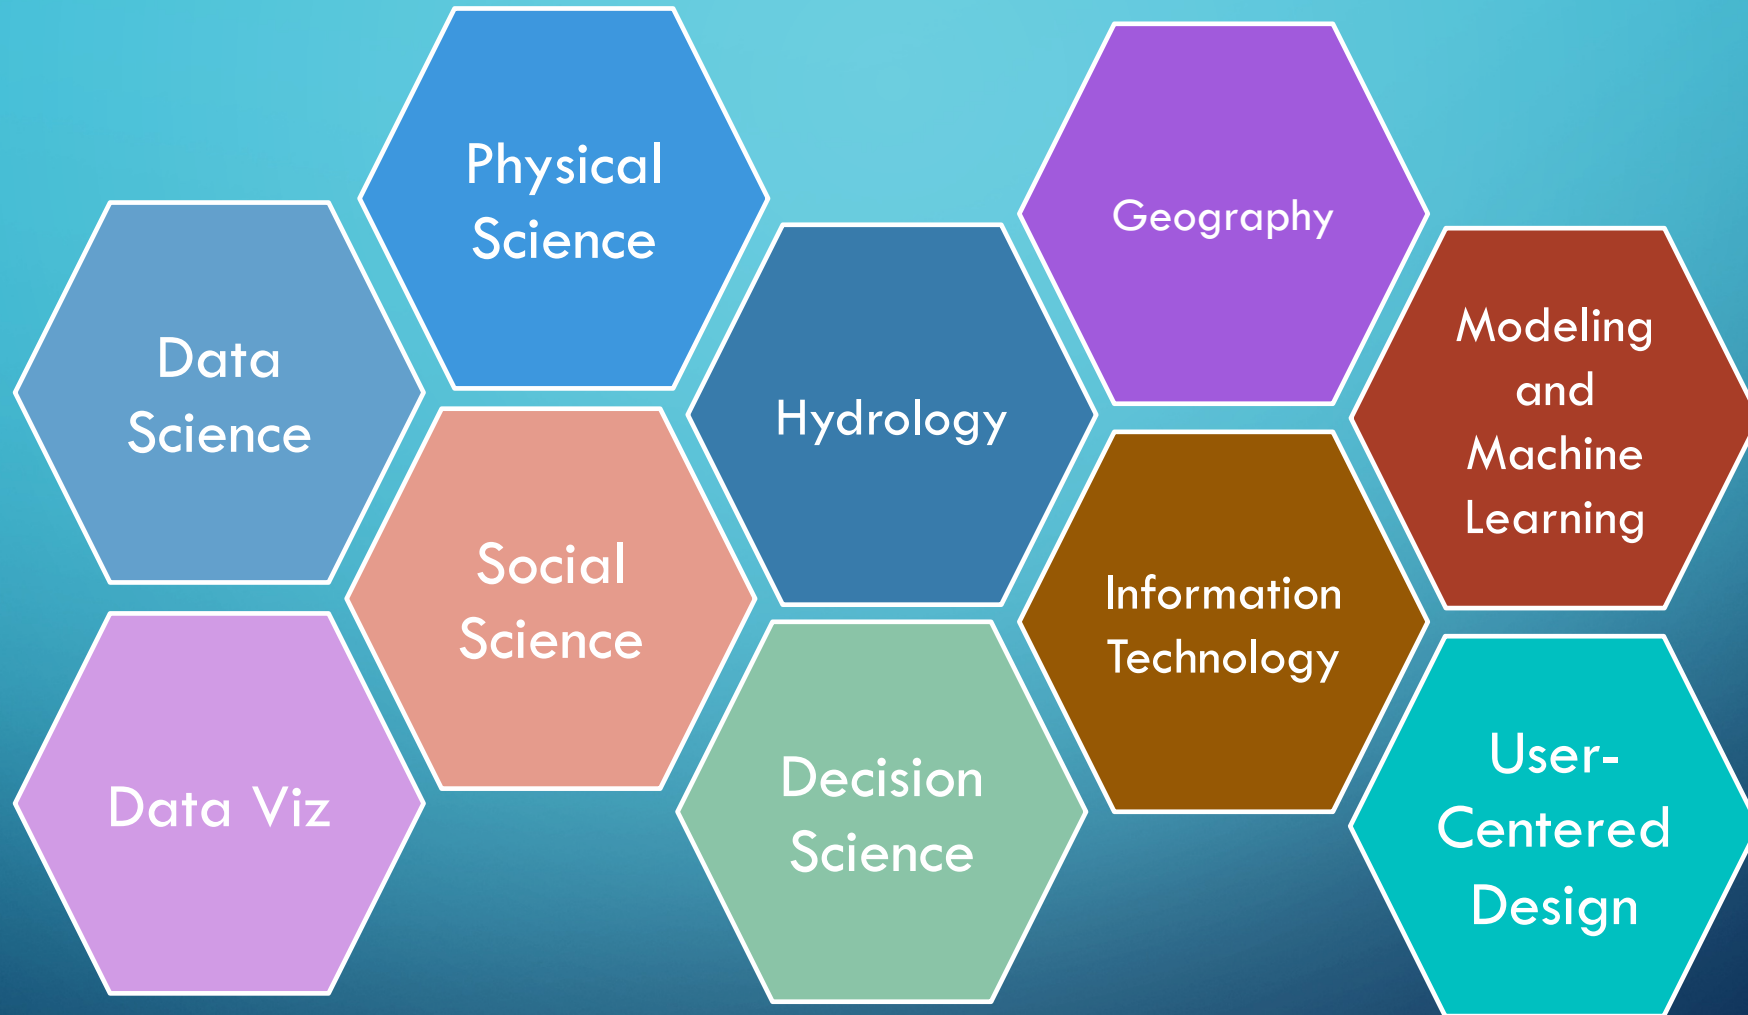 Physical
Science
Geography
Data
Science
Hydrology
Modeling
and
Machine
Learning
Social
Science
Information
Technology
Data Viz
Decision
Science
User-
Centered
Design